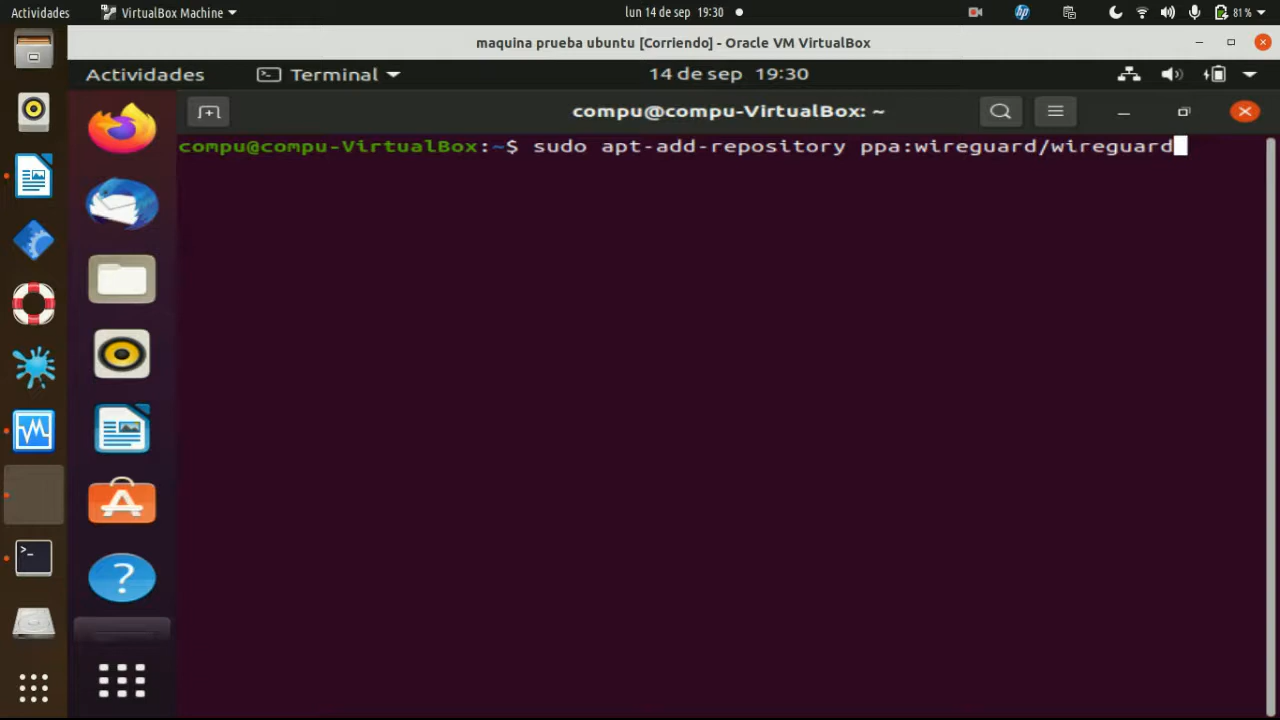 Actividades VirtualBox Machine lun 14 de sep 19:30 81 %
maquina prueba ubuntu [Corriendo] - Oracle VM VirtualBox
Actividades Terminal 14 de sep 19:30
compu@compu-VirtualBox: ~
compu@compu-VirtualBox:~$ sudo apt-add-repository ppa:wireguard/wireguard